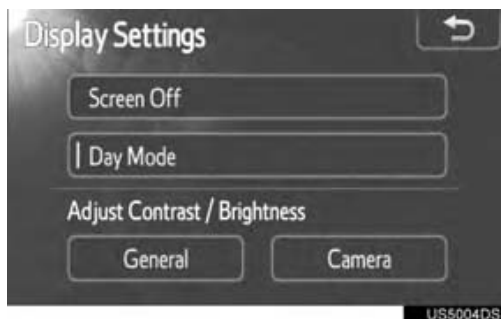 Display Settings
Screen Off
Day Mode
Adjust Contrast / Brightness
General Camera
US5004DS